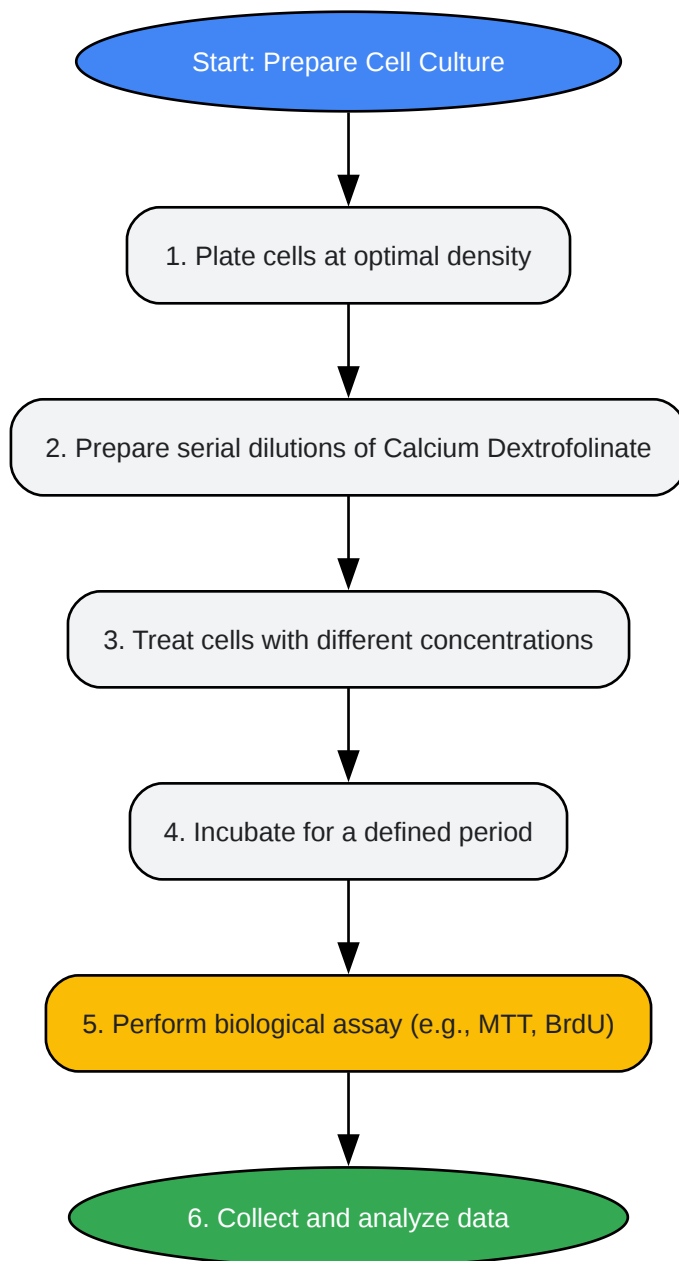 Start: Prepare Cell Culture
1. Plate cells at optimal density
2. Prepare serial dilutions of Calcium Dextrofolinate
3. Treat cells with different concentrations
4. Incubate for a defined period
5. Perform biological assay (e.g., MTT, BrdU)
6. Collect and analyze data